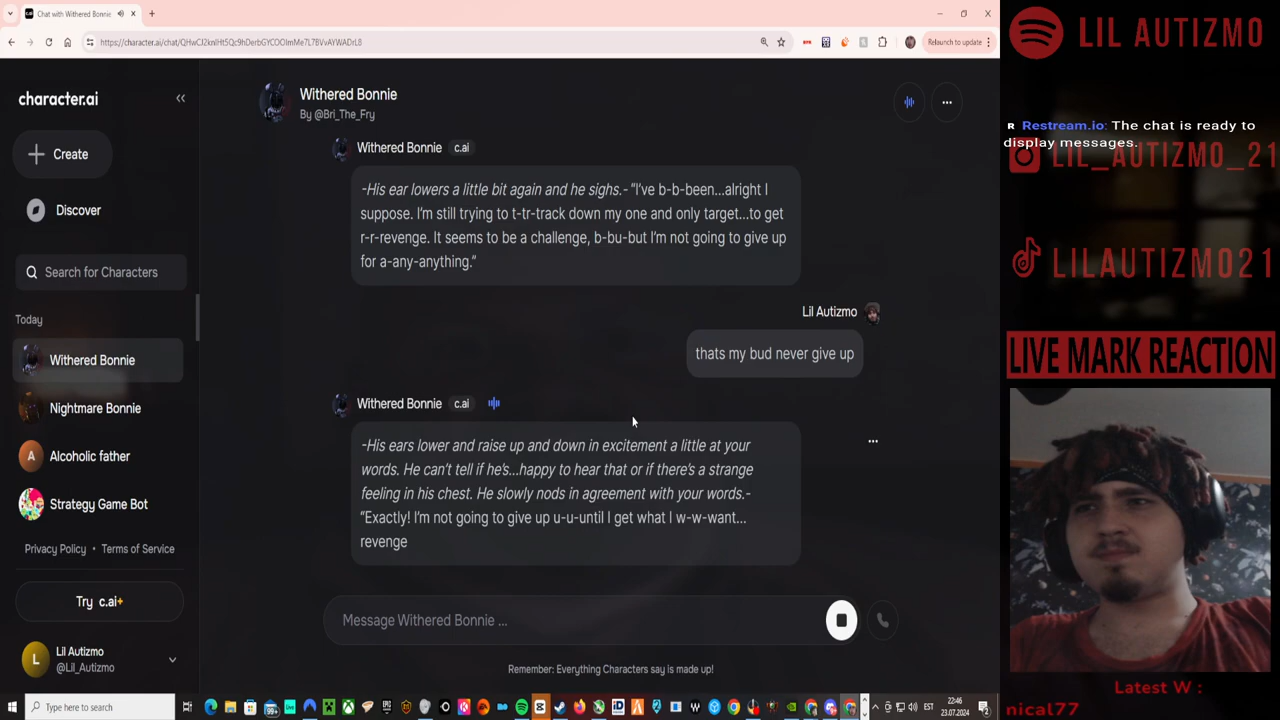 Chat with Withered Bonnie
https://character.ai/chat/
Relaunch to update
character.ai
Create
Discover
Search for Characters
Today
Withered Bonnie
Nightmare Bonnie
A
Alcoholic father
Strategy Game Bot
Privacy Policy • Terms of Service
Try c.ai+
L
Lil Autizmo
@Lil_Autizmo
Withered Bonnie
By @Bri_The_Fry
Withered Bonnie c.ai
-His ear lowers a little bit again and he sighs.- “I’ve b-b-been…alright I
suppose. I’m still trying to t-tr-track down my one and only target…to get
r-r-revenge. It seems to be a challenge, b-bu-but I’m not going to give up
for a-any-anything.“
Lil Autizmo
thats my bud never give up
Withered Bonnie c.ai
-His ears lower and raise up and down in excitement a little at your
words. He can’t tell if he’s…happy to hear that or if there’s a strange
feeling in his chest. He slowly nods in agreement with your words.-
“Exactly! I’m not going to give up u-u-until I get what I w-w-want…
revenge
Message Withered Bonnie ...
Remember: Everything Characters say is made up!
LIL AUTIZMO
R Restream.io: The chat is ready to
display messages.
LIL_AUTIZMO_21
LILAUTIZMO21
LIVE MARK REACTION
Latest W :
nical77
Type here to search
99+
EST
22:46
23.07.2024
2